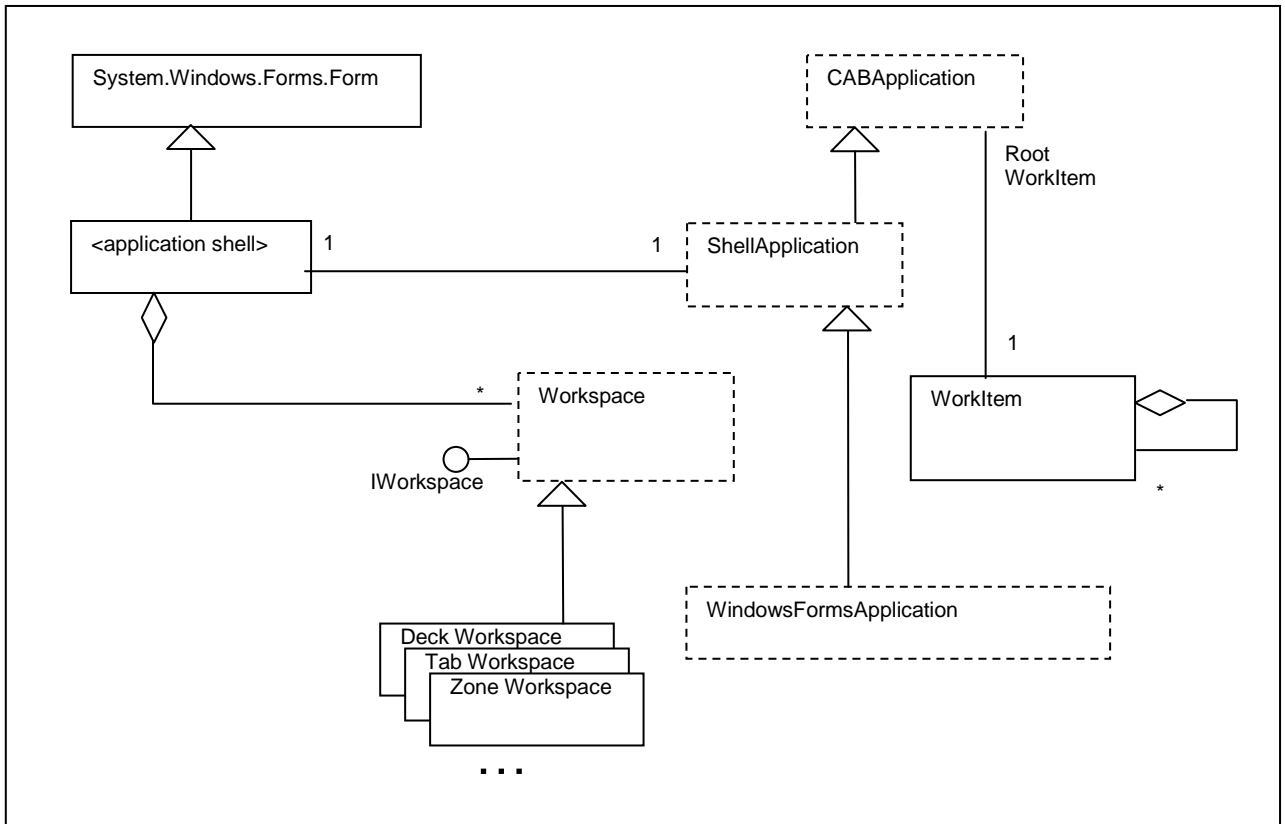 System.Windows.Forms.Form
CABApplication
Root
WorkItem
<application shell>
1
1
ShellApplication
1
*
Workspace
WorkItem
IWorkspace
*
WindowsFormsApplication
Deck Workspace
Tab Workspace
Zone Workspace
...